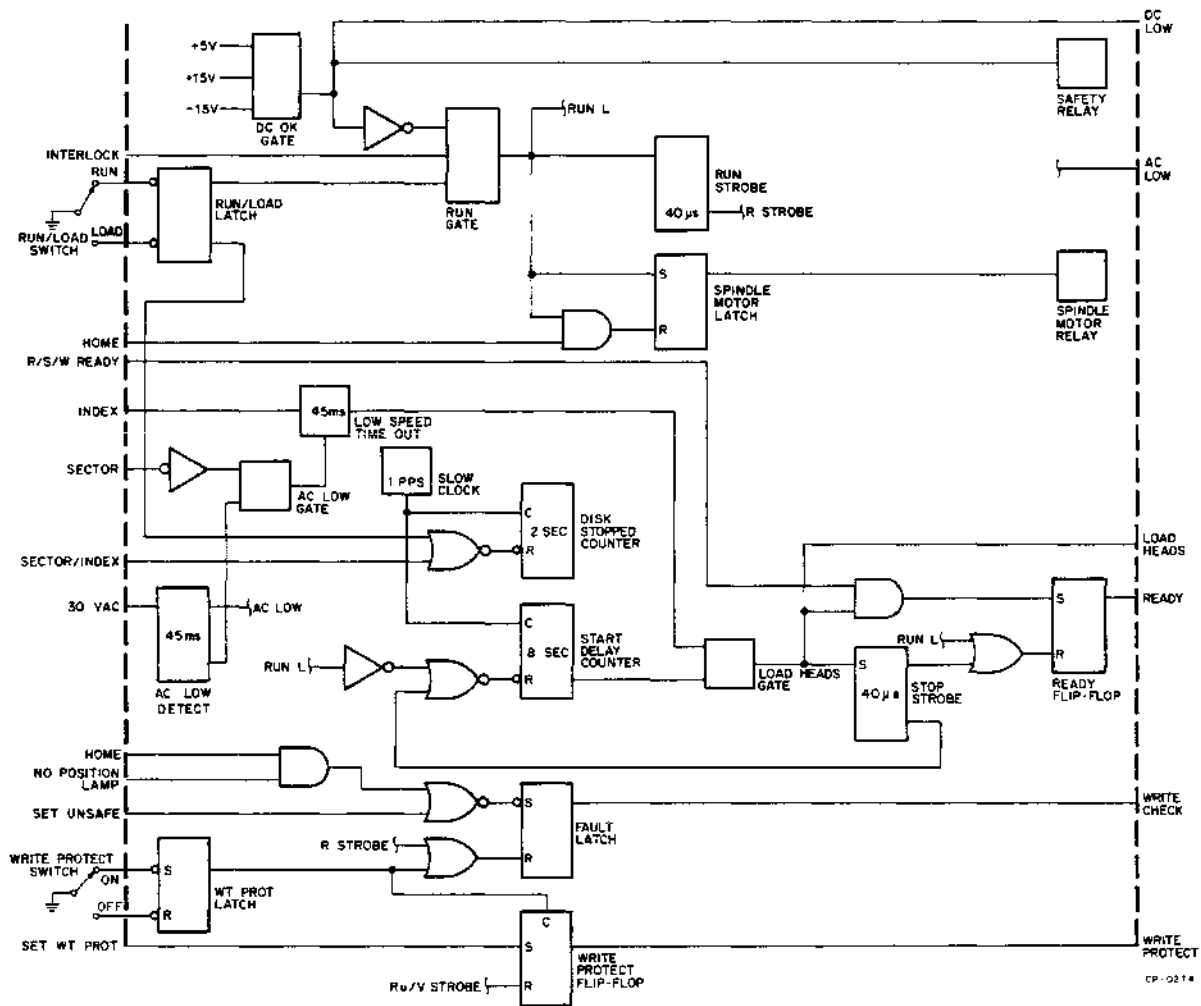 DC
LOW
+5V
+15V
-15V
DC OK
GATE
SAFETY
RELAY
RUN L
INTERLOCK
RUN
RUN/LOAD
LATCH
RUN/LOAD
SWITCH
LOAD
RUN
GATE
RUN
STROBE
40 µs
R STROBE
AC
LOW
S
R
SPINDLE
MOTOR
LATCH
SPINDLE
MOTOR
RELAY
HOME
R/S/W READY
INDEX
45ms
LOW SPEED
TIME OUT
SECTOR
AC LOW
GATE
1 PPS
SLOW
CLOCK
C
2 SEC
R
DISK
STOPPED
COUNTER
SECTOR/INDEX
LOAD
HEADS
30 VAC
45ms
AC LOW
AC LOW
DETECT
C
8 SEC
R
START
DELAY
COUNTER
RUN L
LOAD
GATE
HEADS
S
40 µs
STOP
STROBE
RUN L
S
R
READY
FLIP-FLOP
READY
HOME
NO POSITION
LAMP
SET UNSAFE
S
R
FAULT
LATCH
WRITE
CHECK
R STROBE
WRITE PROTECT
SWITCH
ON
OFF
S
R
WT PROT
LATCH
SET WT PROT
C
S
R
WRITE
PROTECT
FLIP-FLOP
WRITE
PROTECT
STROBE